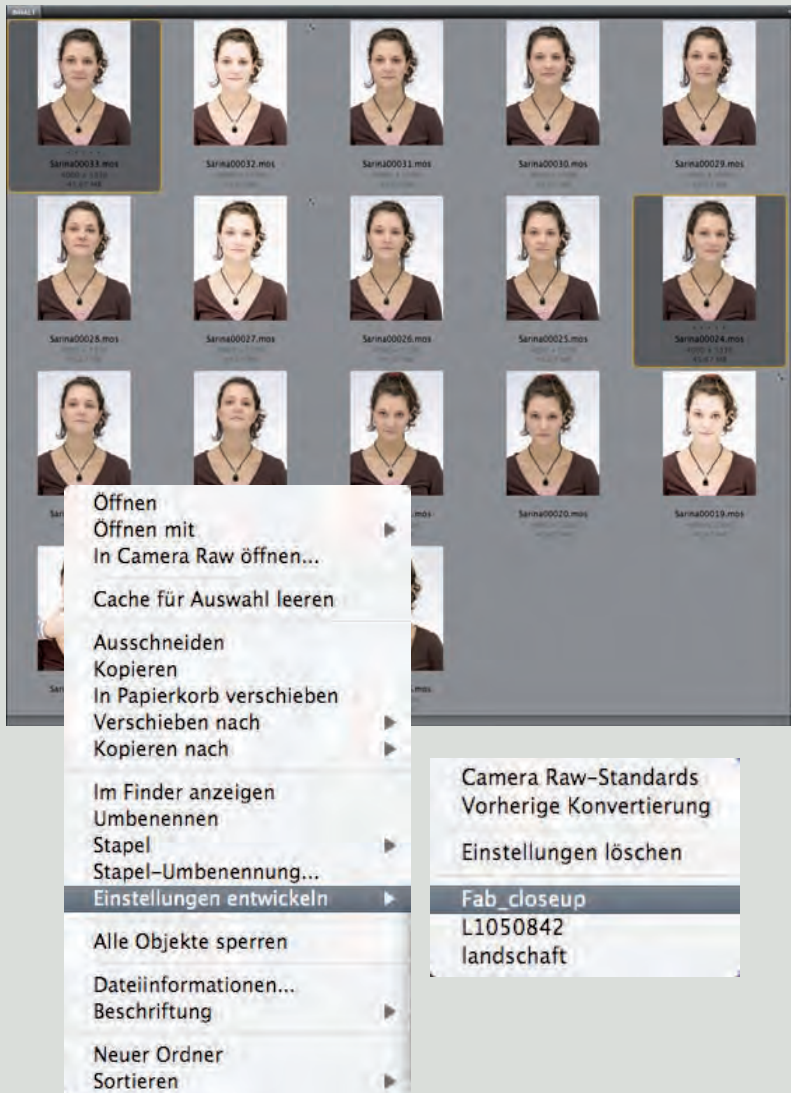 INHALT
Sarina00033.mos
Sarina00032.mos
Sarina00031.mos
Sarina00030.mos
Sarina00029.mos
Sarina00028.mos
Sarina00027.mos
Sarina00026.mos
Sarina00025.mos
Sarina00024.mos
Sarina00020.mos
Sarina00019.mos
Öffnen
Öffnen mit
In Camera Raw öffnen...
Cache für Auswahl leeren
Ausschneiden
Kopieren
In Papierkorb verschieben
Verschieben nach
Kopieren nach
Im Finder anzeigen
Umbenennen
Stapel
Stapel-Umbenennung...
Einstellungen entwickeln
Alle Objekte sperren
Dateiinformationen...
Beschriftung
Neuer Ordner
Sortieren
Camera Raw-Standards
Vorherige Konvertierung
Einstellungen löschen
Fab_closeup
L1050842
landschaft